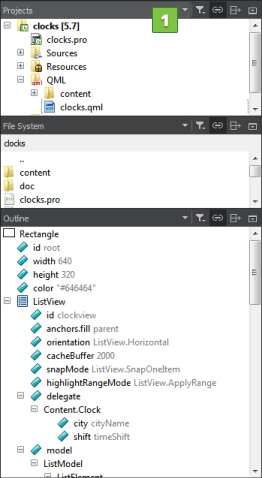 Projects
1
clocks [5.7]
clocks.pro
Sources
Resources
QML
content
clocks.qml
File System
clocks
..
content
doc
clocks.pro
Outline
Rectangle
id root
width 640
height 320
color "#646464"
ListView
id clockview
anchors.fill parent
orientation ListView.Horizontal
cacheBuffer 2000
snapMode ListView.SnapOneItem
highlightRangeMode ListView.ApplyRange
delegate
Content.Clock
city cityName
shift timeShift
model
ListModel
ListElement